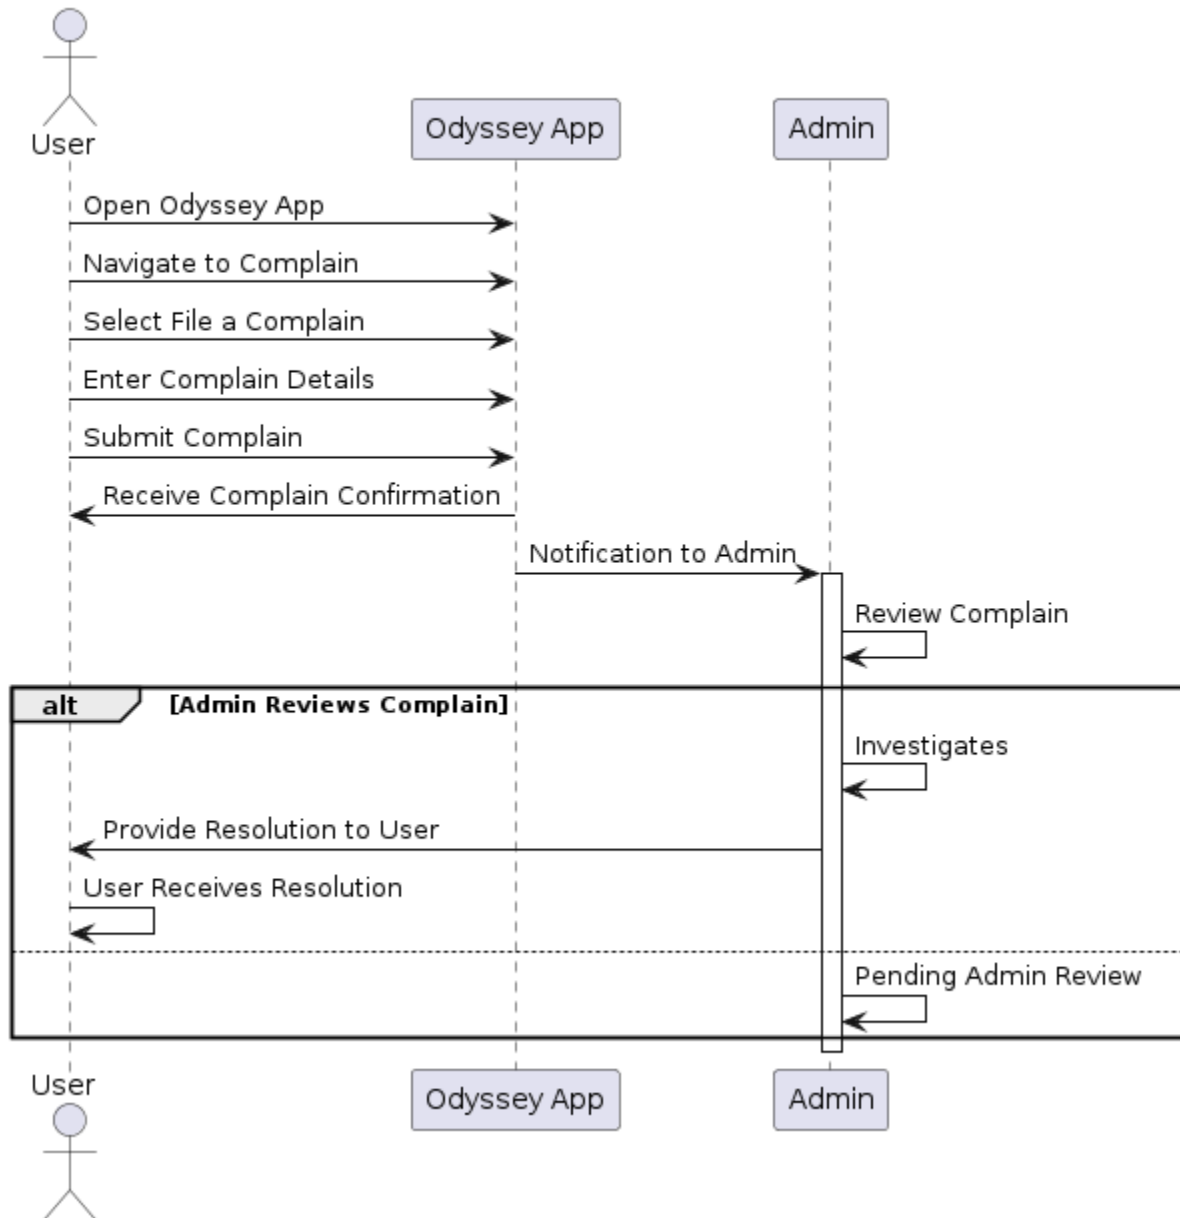 User
Odyssey App
Admin
Open Odyssey App
Navigate to Complain
Select File a Complain
Enter Complain Details
Submit Complain
Receive Complain Confirmation
Notification to Admin
Review Complain
alt
[Admin Reviews Complain]
Investigates
Provide Resolution to User
User Receives Resolution
Pending Admin Review
User
Odyssey App
Admin